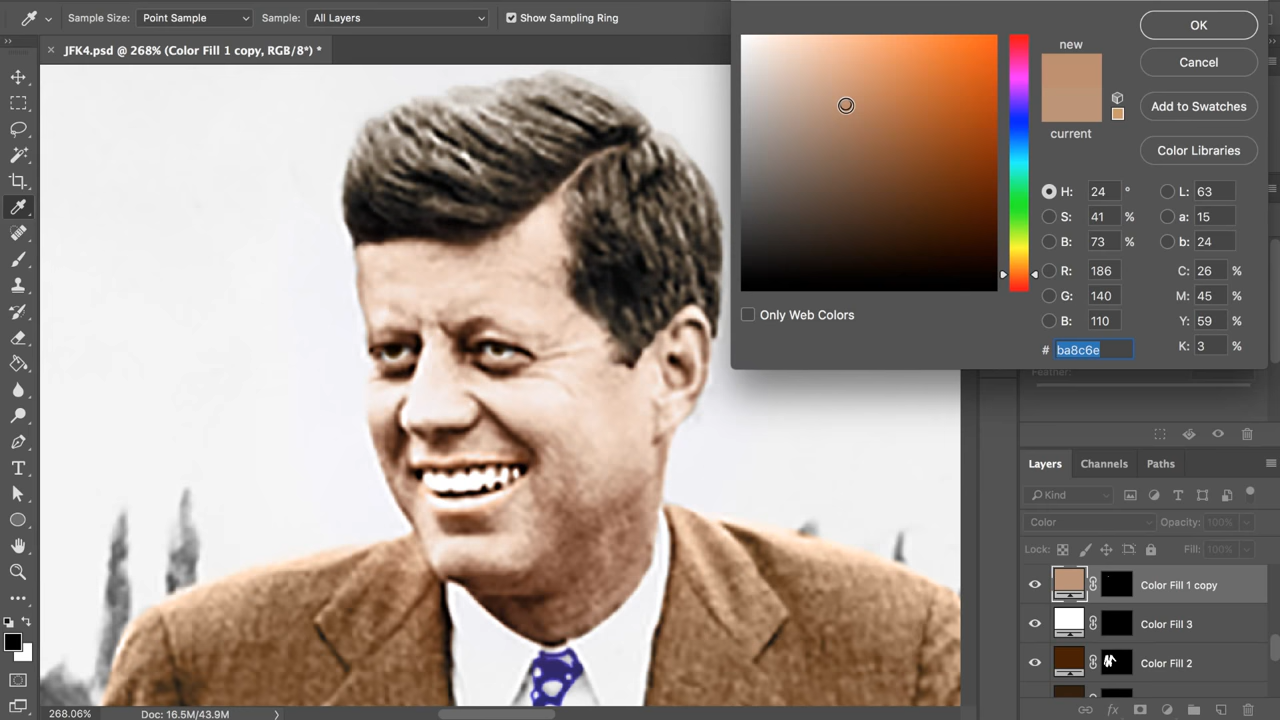 Sample Size: Point Sample Sample: All Layers Show Sampling Ring
JFK4.psd @ 268% (Color Fill 1 copy, RGB/8*) *
new
current
OK
Cancel
Add to Swatches
Color Libraries
H: 24 ° L: 63
S: 41 % a: 15
B: 73 % b: 24
R: 186 C: 26 %
G: 140 M: 45 %
B: 110 Y: 59 %
# ba8c6e K: 3 %
Only Web Colors
Feather:
Layers Channels Paths
Kind
Color Opacity: 100%
Lock: Fill: 100%
Color Fill 1 copy
Color Fill 3
Color Fill 2
268.06% Doc: 16.5M/43.9M